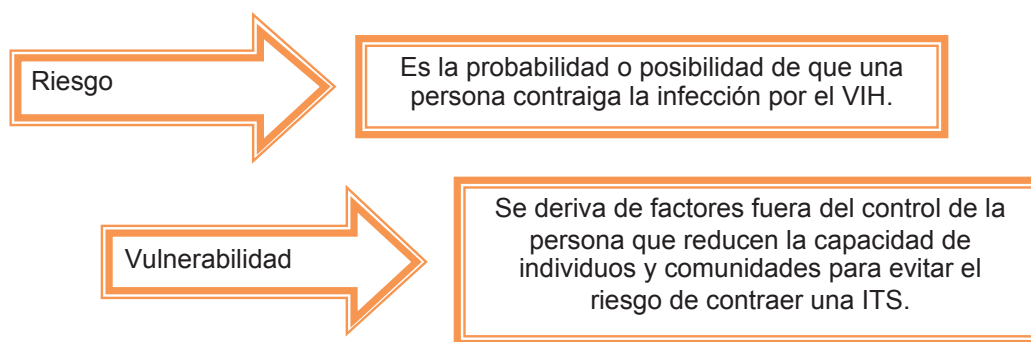 Riesgo
Es la probabilidad o posibilidad de que una
persona contraiga la infección por el VIH.
Vulnerabilidad
Se deriva de factores fuera del control de la
persona que reducen la capacidad de
individuos y comunidades para evitar el
riesgo de contraer una ITS.